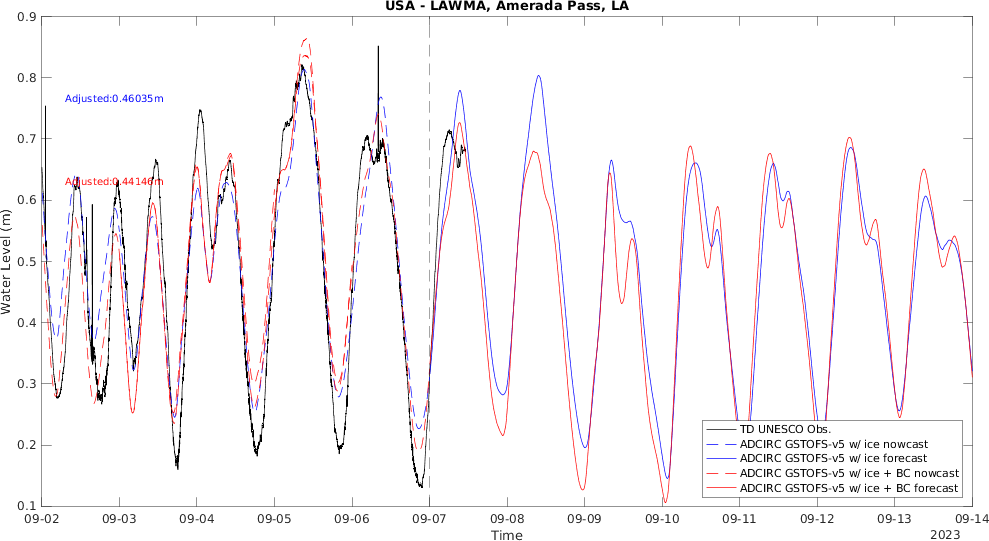 USA - LAWMA, Amerada Pass, LA
0.9
0.8
0.7
0.6
0.5
0.4
0.3
0.2
0.1
Water Level (m)
Adjusted:0.46035m
Adjusted:0.44146m
TD UNESCO Obs.
ADCIRC GSTOFS-v5 w/ ice nowcast
ADCIRC GSTOFS-v5 w/ ice forecast
ADCIRC GSTOFS-v5 w/ ice + BC nowcast
ADCIRC GSTOFS-v5 w/ ice + BC forecast
09-02 09-03 09-04 09-05 09-06 09-07 09-08 09-09 09-10 09-11 09-12 09-13 09-14
Time
2023